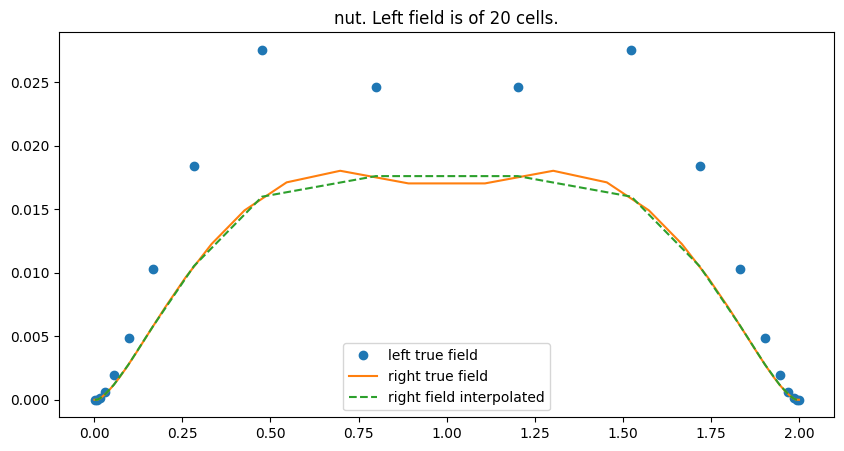 nut. Left field is of 20 cells.
0.025
0.020
0.015
0.010
0.005
0.000
left true field
right true field
right field interpolated
0.00 0.25 0.50 0.75 1.00 1.25 1.50 1.75 2.00